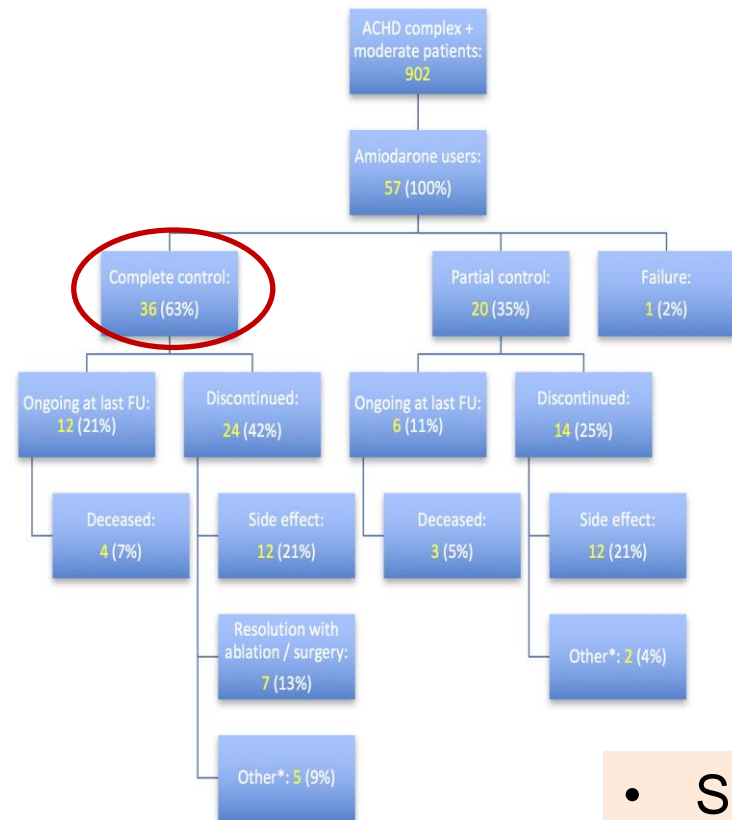 ACHD complex +
moderate patients:
902
Amiodarone users:
57 (100%)
Complete control:
36 (63%)
Partial control:
20 (35%)
Failure:
1 (2%)
Ongoing at last FU:
12 (21%)
Discontinued:
24 (42%)
Ongoing at last FU:
6 (11%)
Discontinued:
14 (25%)
Deceased:
4 (7%)
Side effect:
12 (21%)
Deceased:
3 (5%)
Side effect:
12 (21%)
Resolution with
ablation / surgery:
7 (13%)
Other*: 2 (4%)
Other*: 5 (9%)
• S